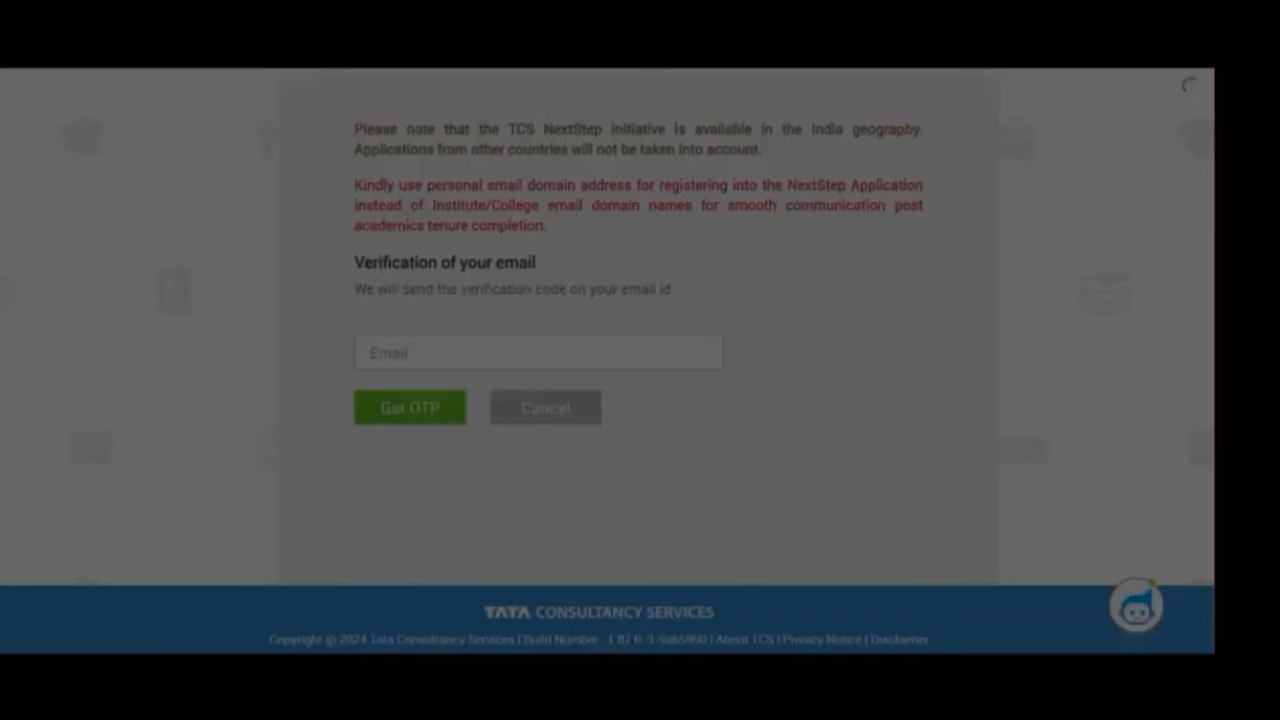 Please note that the TCS NextStep initiative is available in the India geography.
Applications from other countries will not be taken into account.
Kindly use personal email domain address for registering into the NextStep Application
instead of Institute/College email domain names for smooth communication post
academics tenure completion.
Verification of your email
We will send the verification code on your email id
Email
Get OTP Cancel
TATA CONSULTANCY SERVICES
Copyright @ 2024 Tata Consultancy Services | Build Number | About TCS | Privacy Notice | Disclaimer